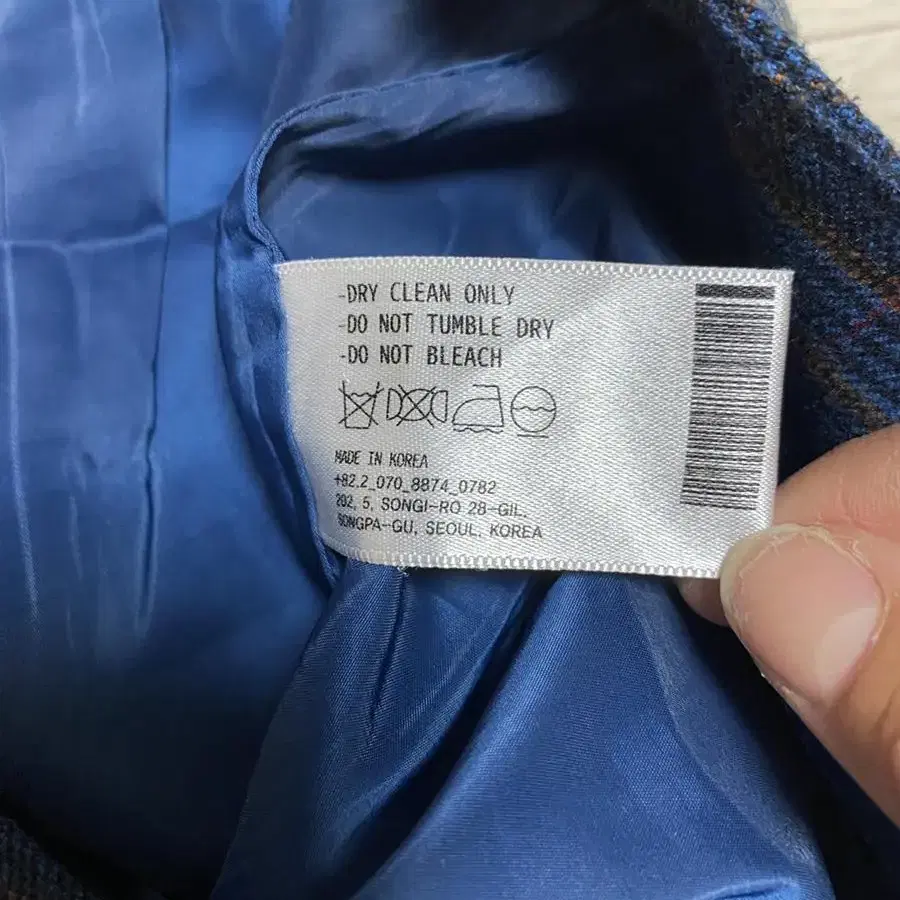 -DRY CLEAN ONLY
-DO NOT TUMBLE DRY
-DO NOT BLEACH
MADE IN KOREA
+82.2_070_8874_0782
202, 5, SONGI-RO 28-GIL,
SONGPA-GU, SEOUL, KOREA